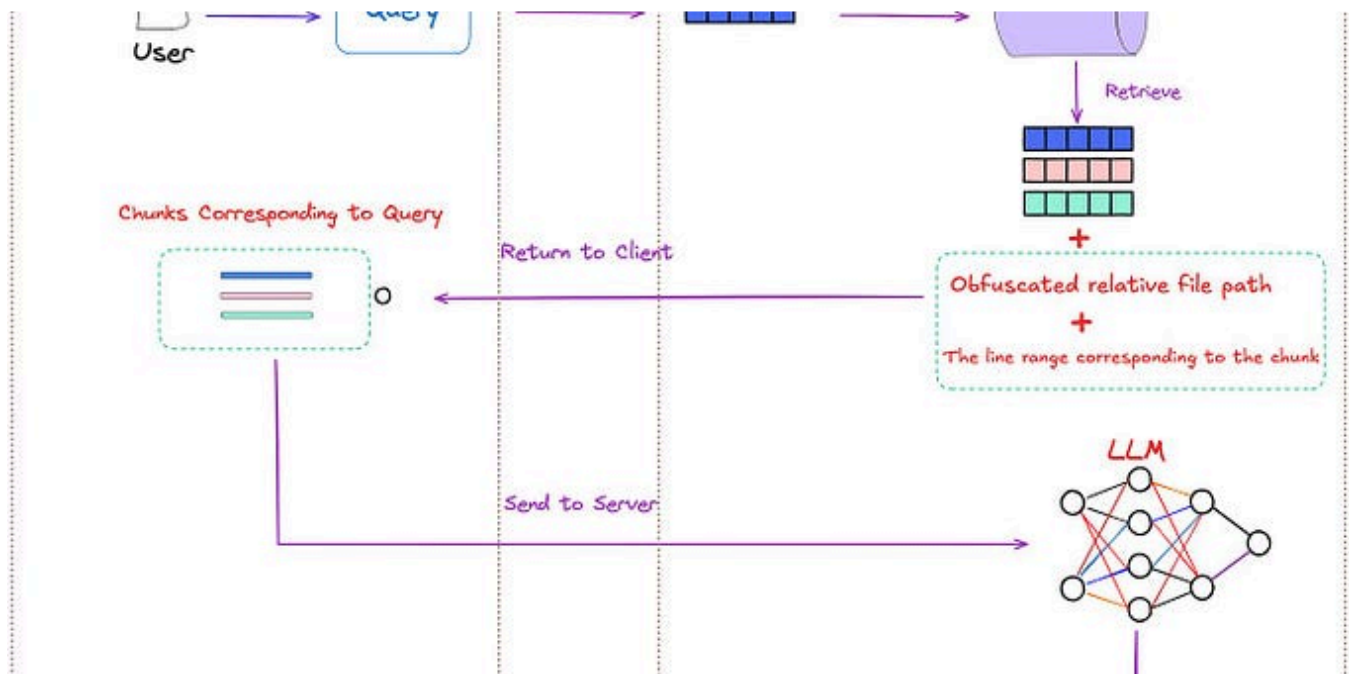 Query
User
Retrieve
Chunks Corresponding to Query
Return to Client
+
Obfuscated relative file path
+
The line range corresponding to the chunk
LLM
Send to Server